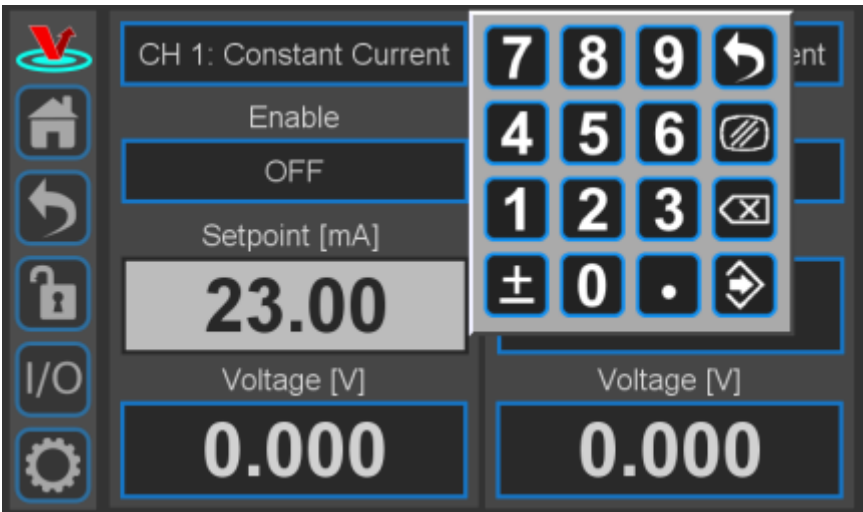 CH 1: Constant Current
Enable
OFF
Setpoint [mA]
23.00
Voltage [V]
0.000
7 8 9
4 5 6
1 2 3
± 0 .
ent
Voltage [V]
0.000
I/O